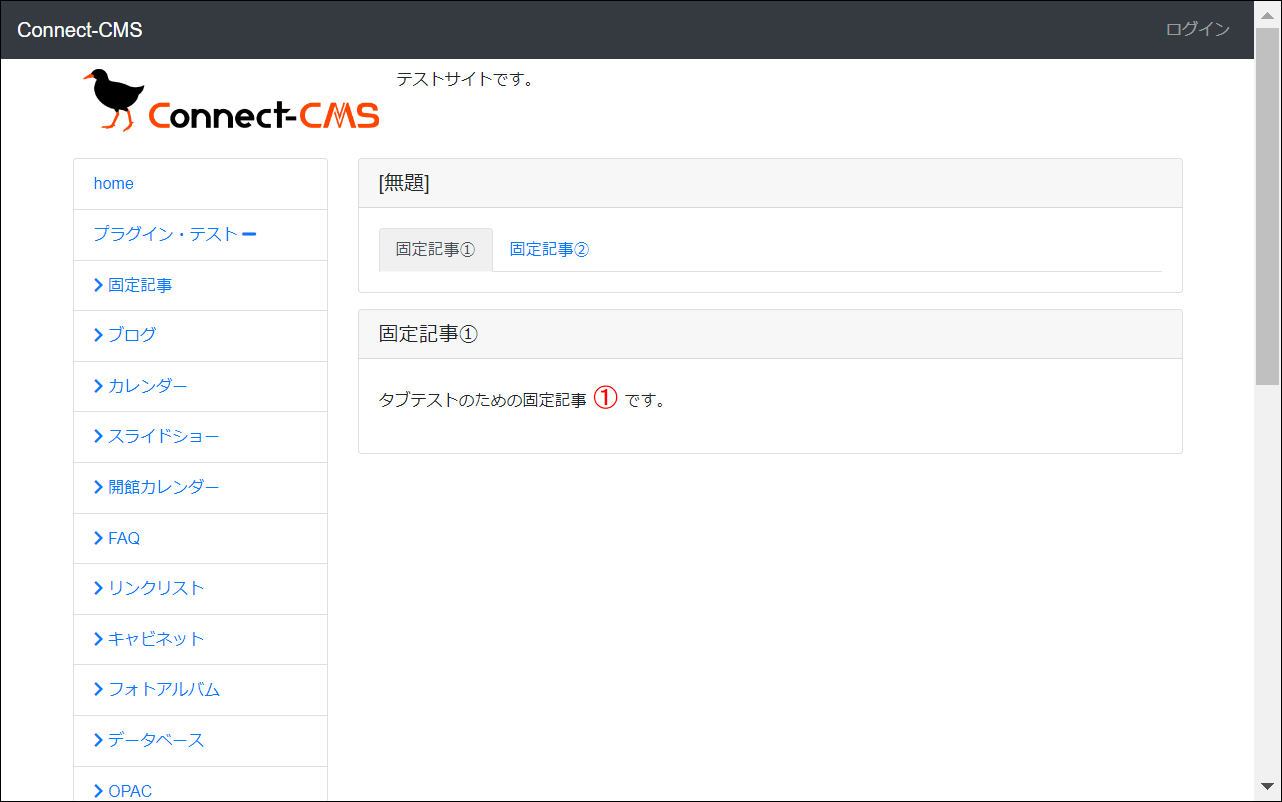 Connect-CMS
ログイン
Connect-CMS
テストサイトです。
home
プラグイン・テスト
固定記事
ブログ
カレンダー
スライドショー
開館カレンダー
FAQ
リンクリスト
キャビネット
フォトアルバム
データベース
OPAC
[無題]
固定記事① 固定記事②
固定記事①
タブテストのための固定記事 ① です。